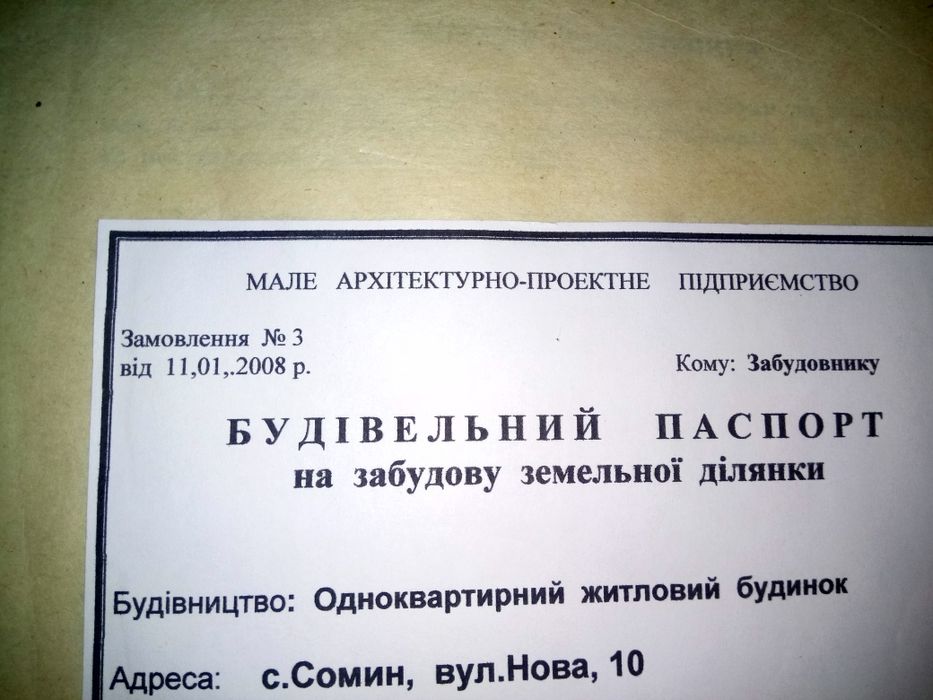 МАЛЕ АРХІТЕКТУРНО-ПРОЕКТНЕ ПІДПРИЄМСТВО
Замовлення № 3
від 11,01,.2008 р.
Кому: Забудовнику
БУДІВЕЛЬНИЙ ПАСПОРТ
на забудову земельної ділянки
Будівництво: Одноквартирний житловий будинок
Адреса: с.Сомин, вул.Нова, 10